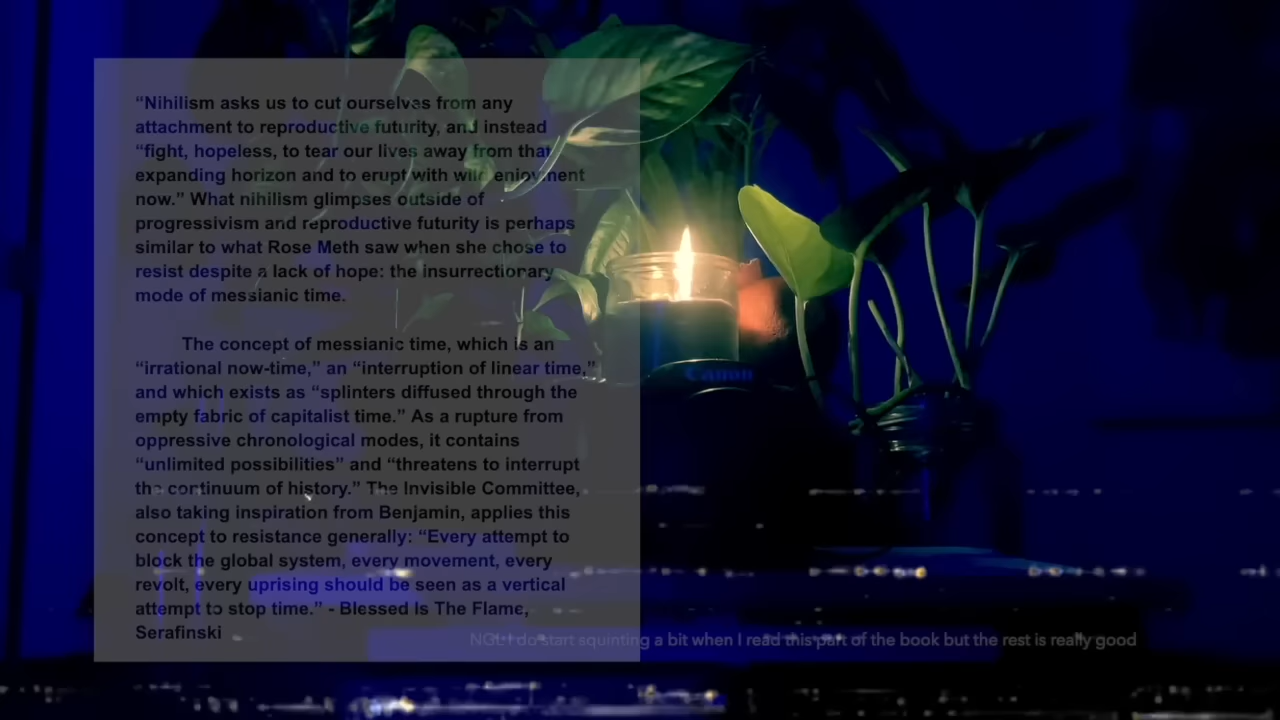 “Nihilism asks us to cut ourselves from any
attachment to reproductive futurity, and instead
“fight, hopeless, to tear our lives away from that
expanding horizon and to erupt with wild enjoyment
now.” What nihilism glimpses outside of
progressivism and reproductive futurity is perhaps
similar to what Rose Meth saw when she chose to
resist despite a lack of hope: the insurrectionary
mode of messianic time.
The concept of messianic time, which is an
“irrational now-time,” an “interruption of linear time,”
and which exists as “splinters diffused through the
empty fabric of capitalist time.” As a rupture from
oppressive chronological modes, it contains
“unlimited possibilities” and “threatens to interrupt
the continuum of history.” The Invisible Committee,
also taking inspiration from Benjamin, applies this
concept to resistance generally: “Every attempt to
block the global system, every movement, every
revolt, every uprising should be seen as a vertical
attempt to stop time.” - Blessed Is The Flame,
Serafinski
NGL I do start squinting a bit when I read this part of the book but the rest is really good
Canon